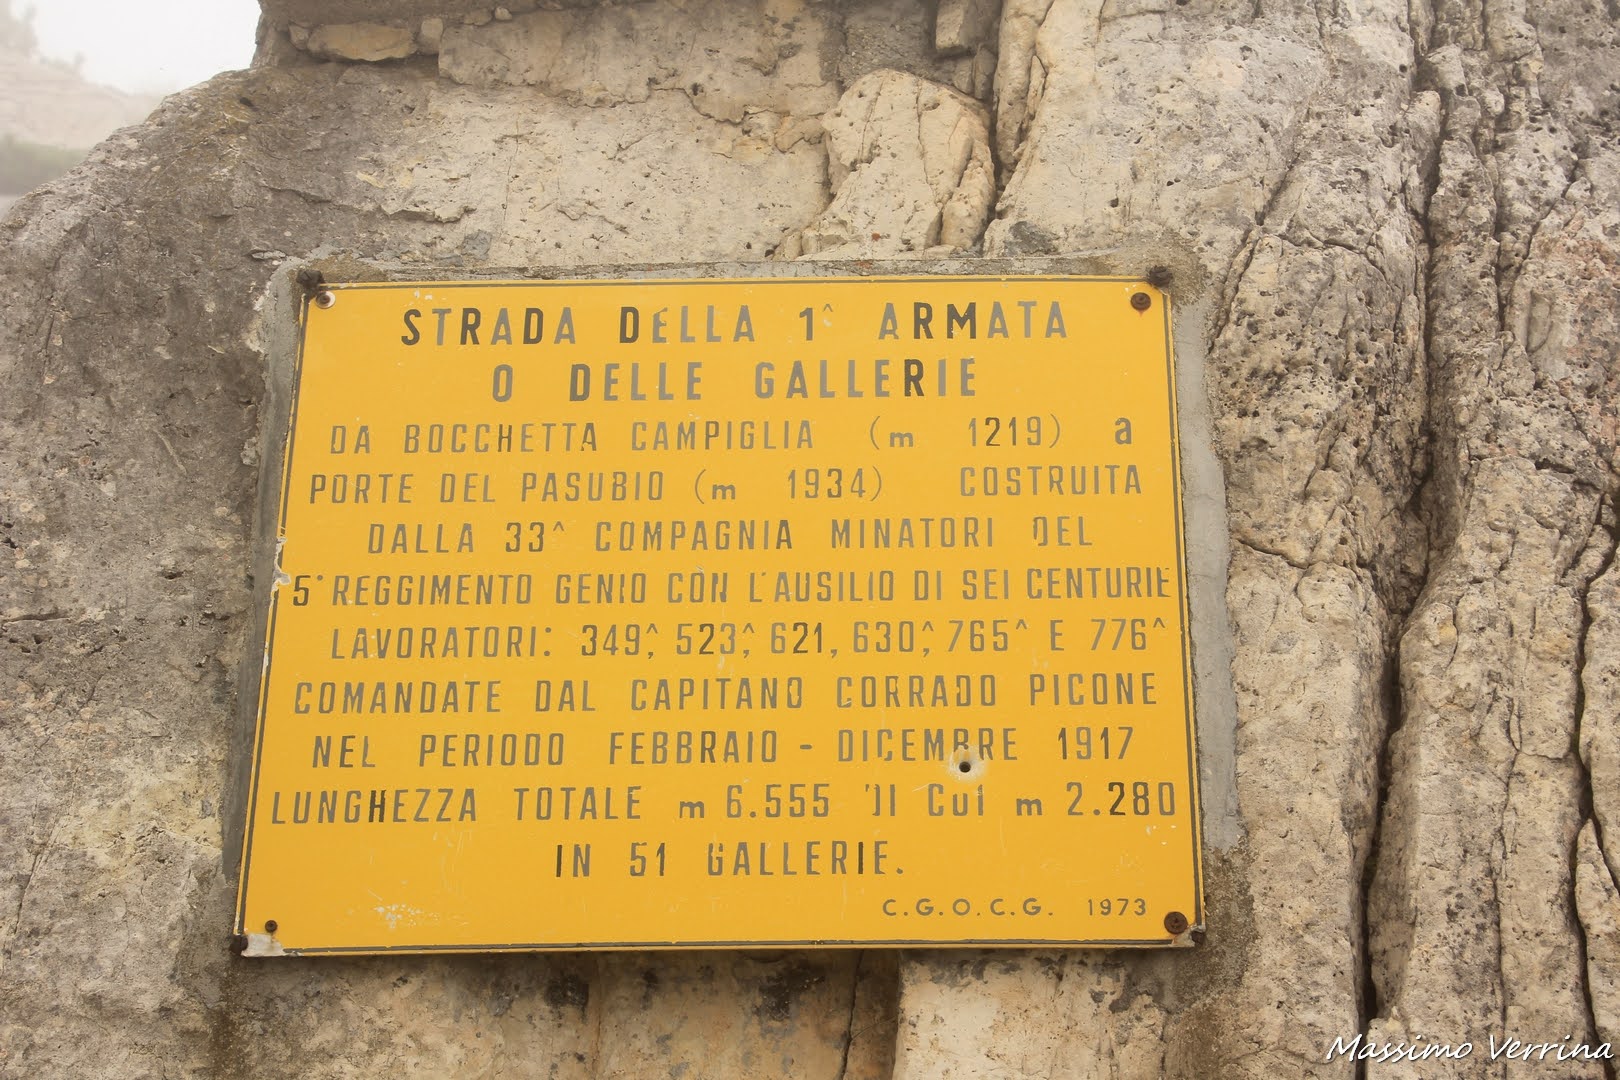 STRADA DELLA 1^ ARMATA
O DELLE GALLERIE
DA BOCCHETTA CAMPIGLIA (m 1219) a
PORTE DEL PASUBIO (m 1934) COSTRUITA
DALLA 33^ COMPAGNIA MINATORI DEL
5° REGGIMENTO GENIO CON L'AUSILIO DI SEI CENTURIE
LAVORATORI: 349^, 523^, 621, 630^, 765^ E 776^
COMANDATE DAL CAPITANO CORRADO PICONE
NEL PERIODO FEBBRAIO - DICEMBRE 1917
LUNGHEZZA TOTALE m 6.555 DI CUI m 2.280
IN 51 GALLERIE.
C.G.O.C.G. 1973
Massimo Verrina